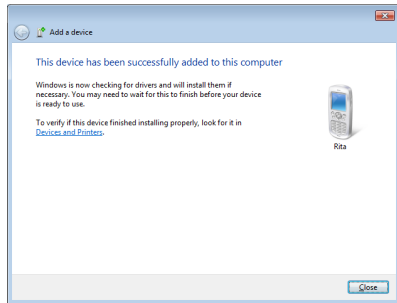 Add a device
This device has been successfully added to this computer
Windows is now checking for drivers and will install them if
necessary. You may need to wait for this to finish before your device
is ready to use.
To verify if this device finished installing properly, look for it in
Devices and Printers.
Rita
Close